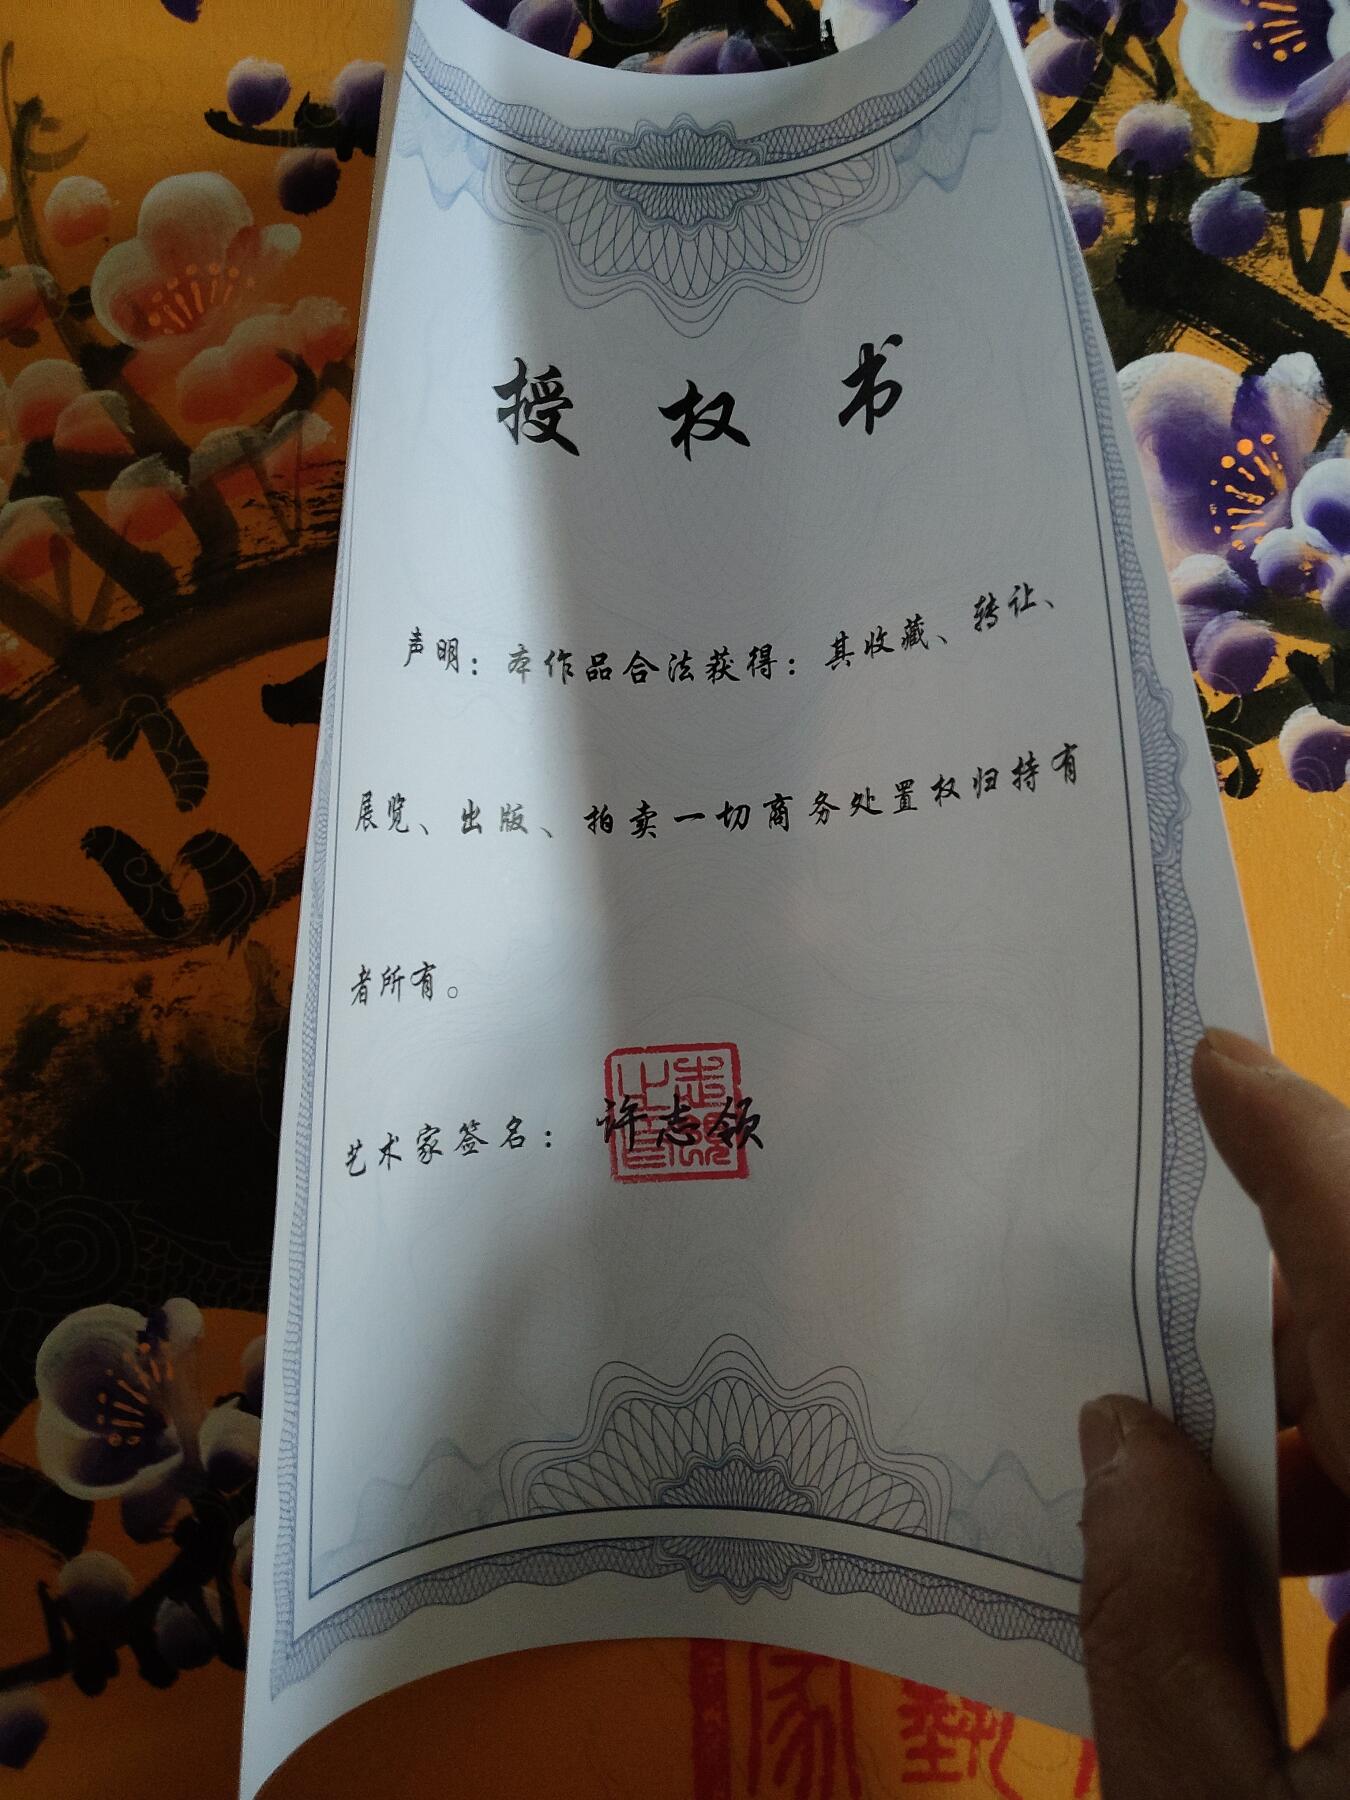 授权书
声明：本作品合法获得：其收藏、转让、
展览、出版、拍卖一切商务处置权归持有
者所有。
艺术家签名：许志领